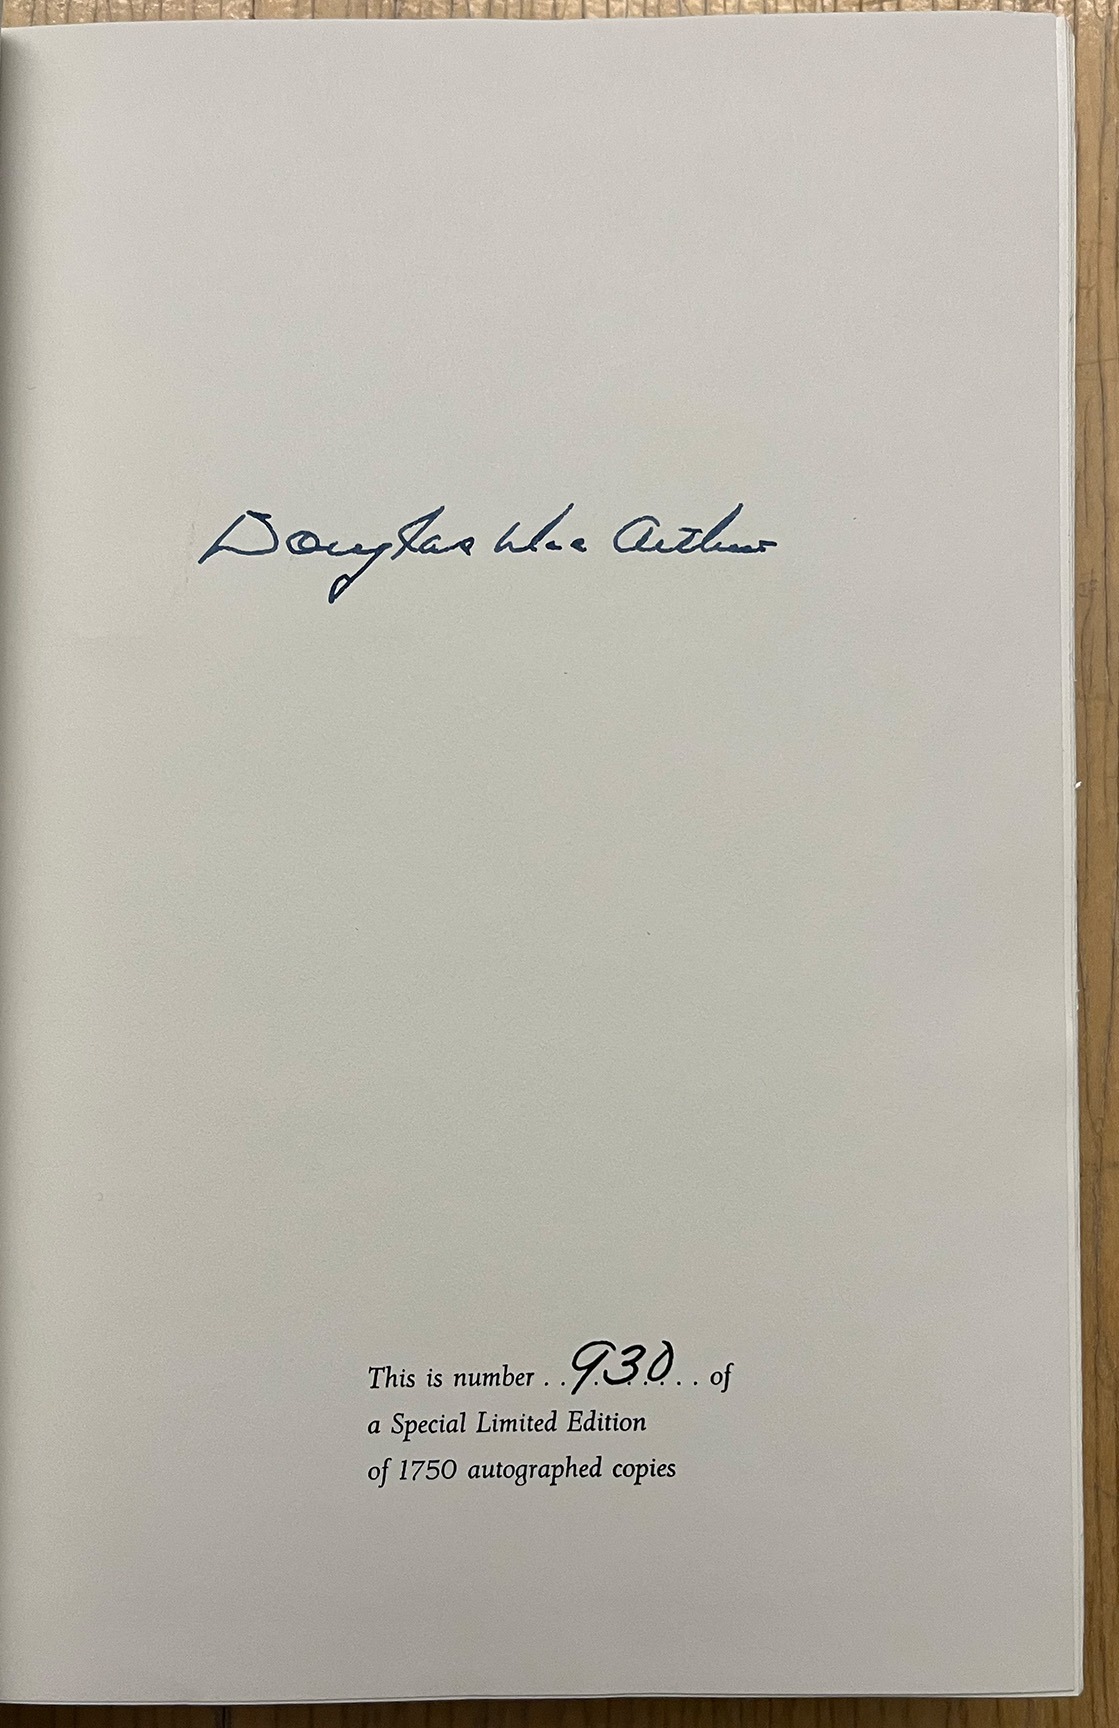 Douglas MacArthur
This is number . . 930 . . of
a Special Limited Edition
of 1750 autographed copies